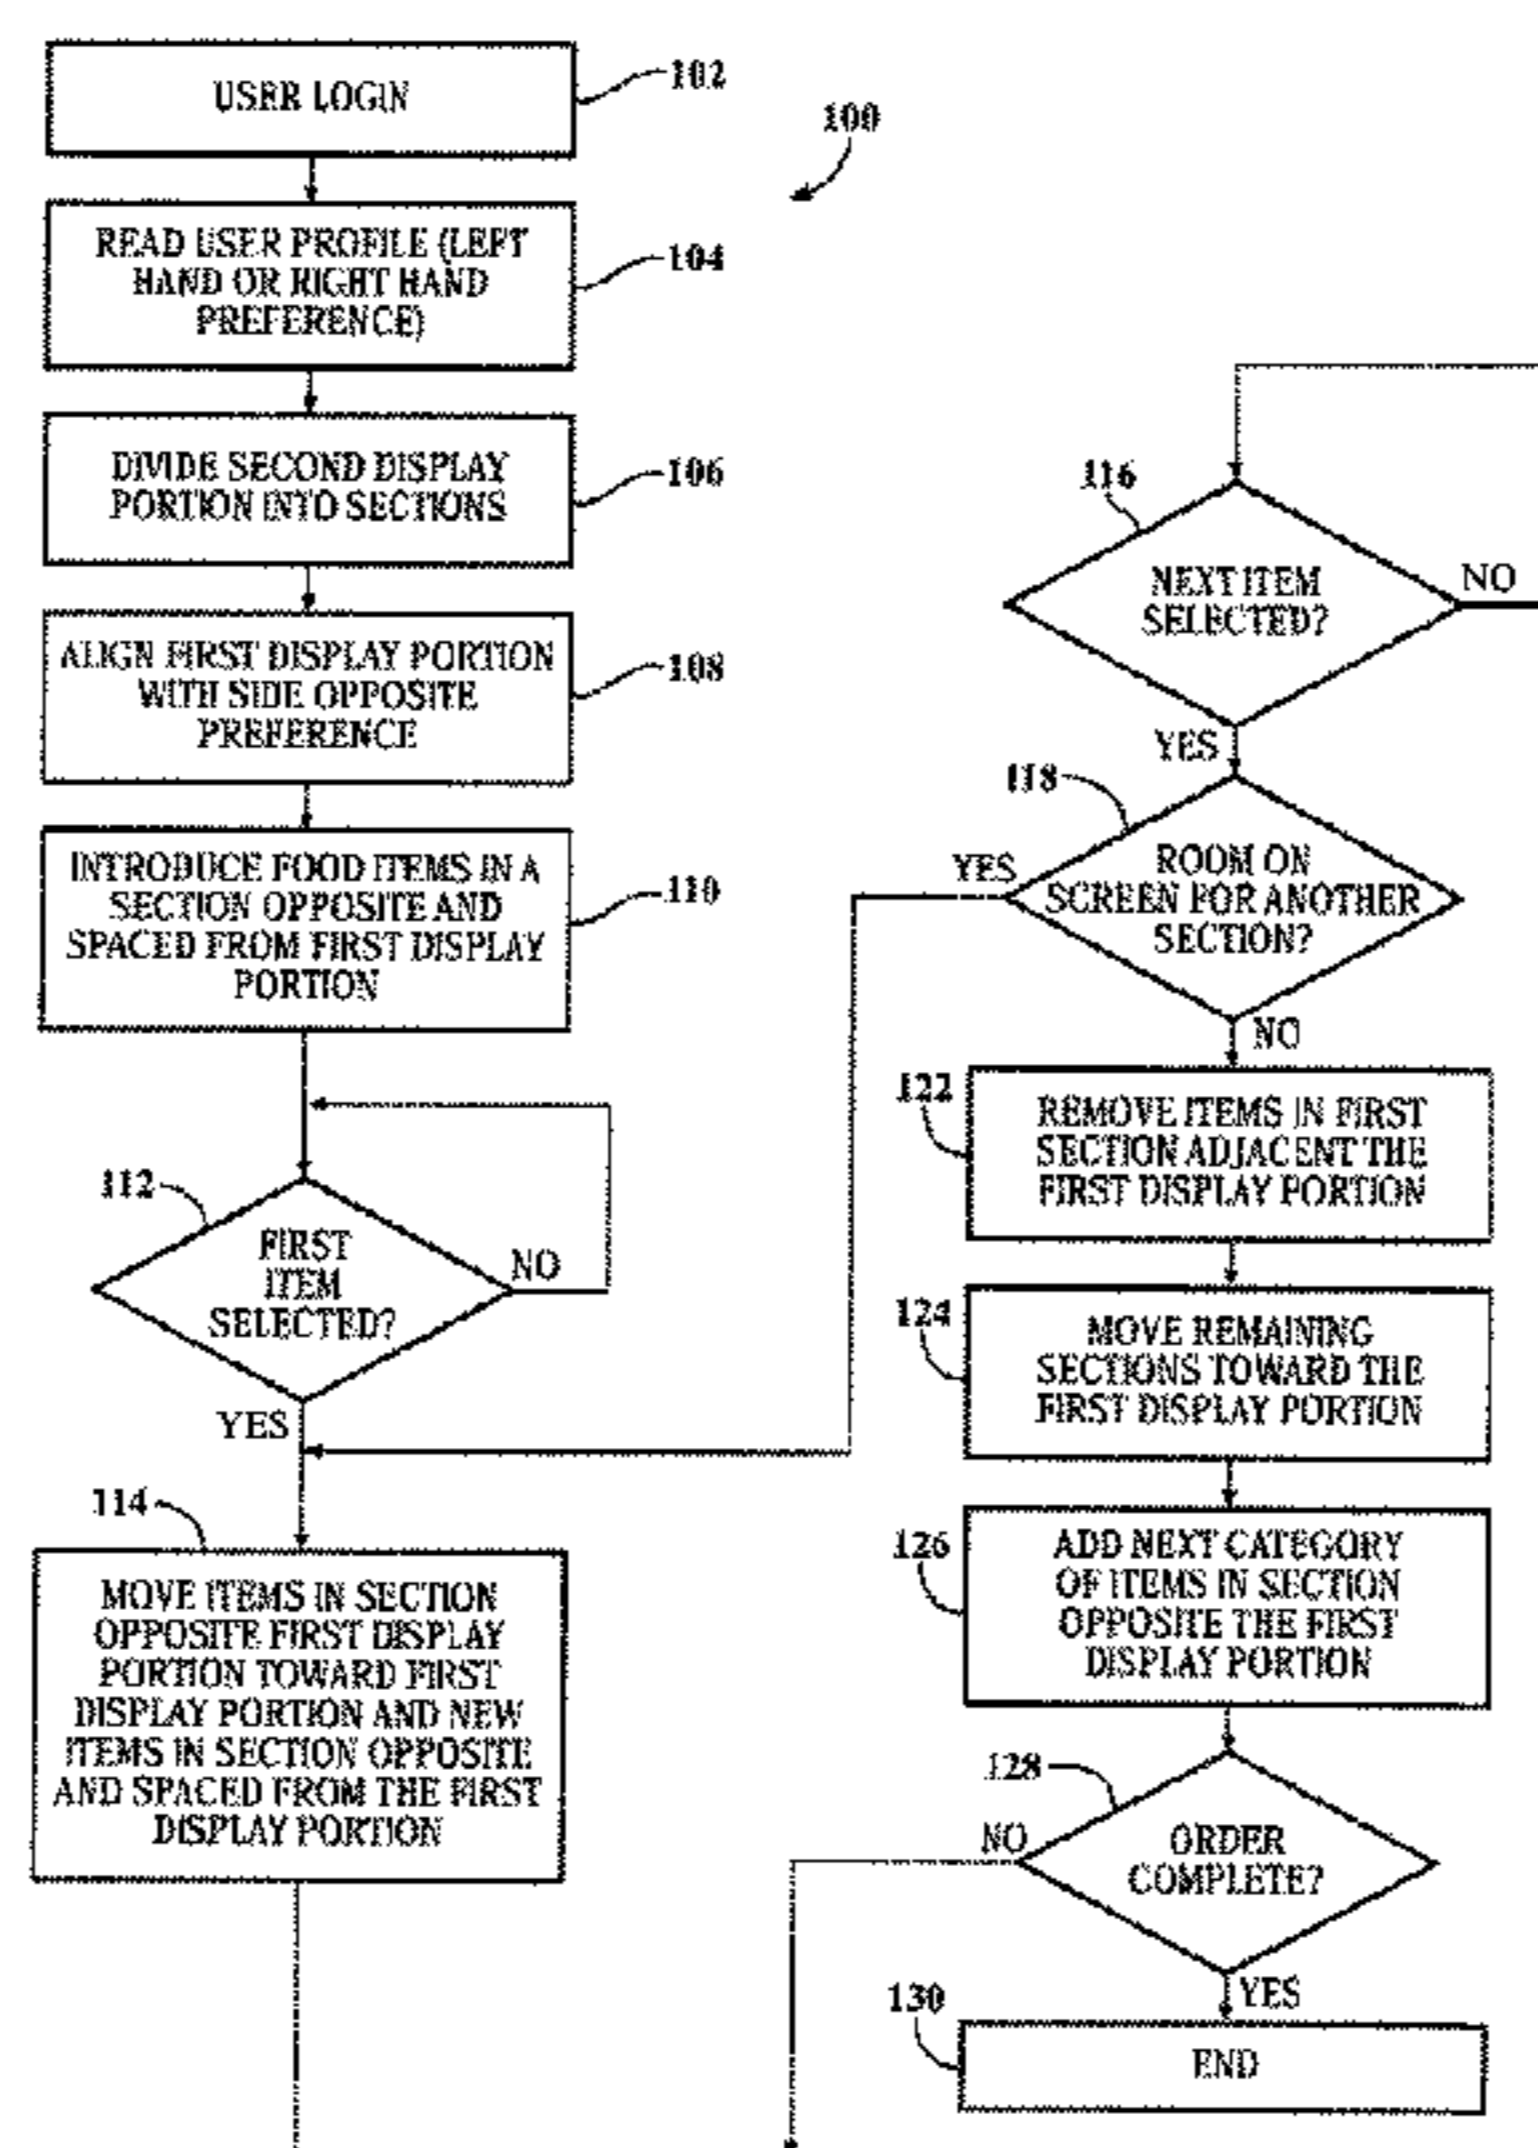 USER LOGIN
102
100
READ USER PROFILE (LEFT
HAND OR RIGHT HAND
PREFERENCE)
104
DIVIDE SECOND DISPLAY
PORTION INTO SECTIONS
106
ALIGN FIRST DISPLAY PORTION
WITH SIDE OPPOSITE
PREFERENCE
108
INTRODUCE FOOD ITEMS IN A
SECTION OPPOSITE AND
SPACED FROM FIRST DISPLAY
PORTION
110
112
FIRST
ITEM
SELECTED?
NO
YES
114
MOVE ITEMS IN SECTION
OPPOSITE FIRST DISPLAY
PORTION TOWARD FIRST
DISPLAY PORTION AND NEW
ITEMS IN SECTION OPPOSITE
AND SPACED FROM THE FIRST
DISPLAY PORTION
116
NEXT ITEM
SELECTED?
NO
YES
118
YES
ROOM ON
SCREEN FOR ANOTHER
SECTION?
NO
122
REMOVE ITEMS IN FIRST
SECTION ADJACENT THE
FIRST DISPLAY PORTION
124
MOVE REMAINING
SECTIONS TOWARD THE
FIRST DISPLAY PORTION
126
ADD NEXT CATEGORY
OF ITEMS IN SECTION
OPPOSITE THE FIRST
DISPLAY PORTION
128
NO
ORDER
COMPLETE?
YES
130
END